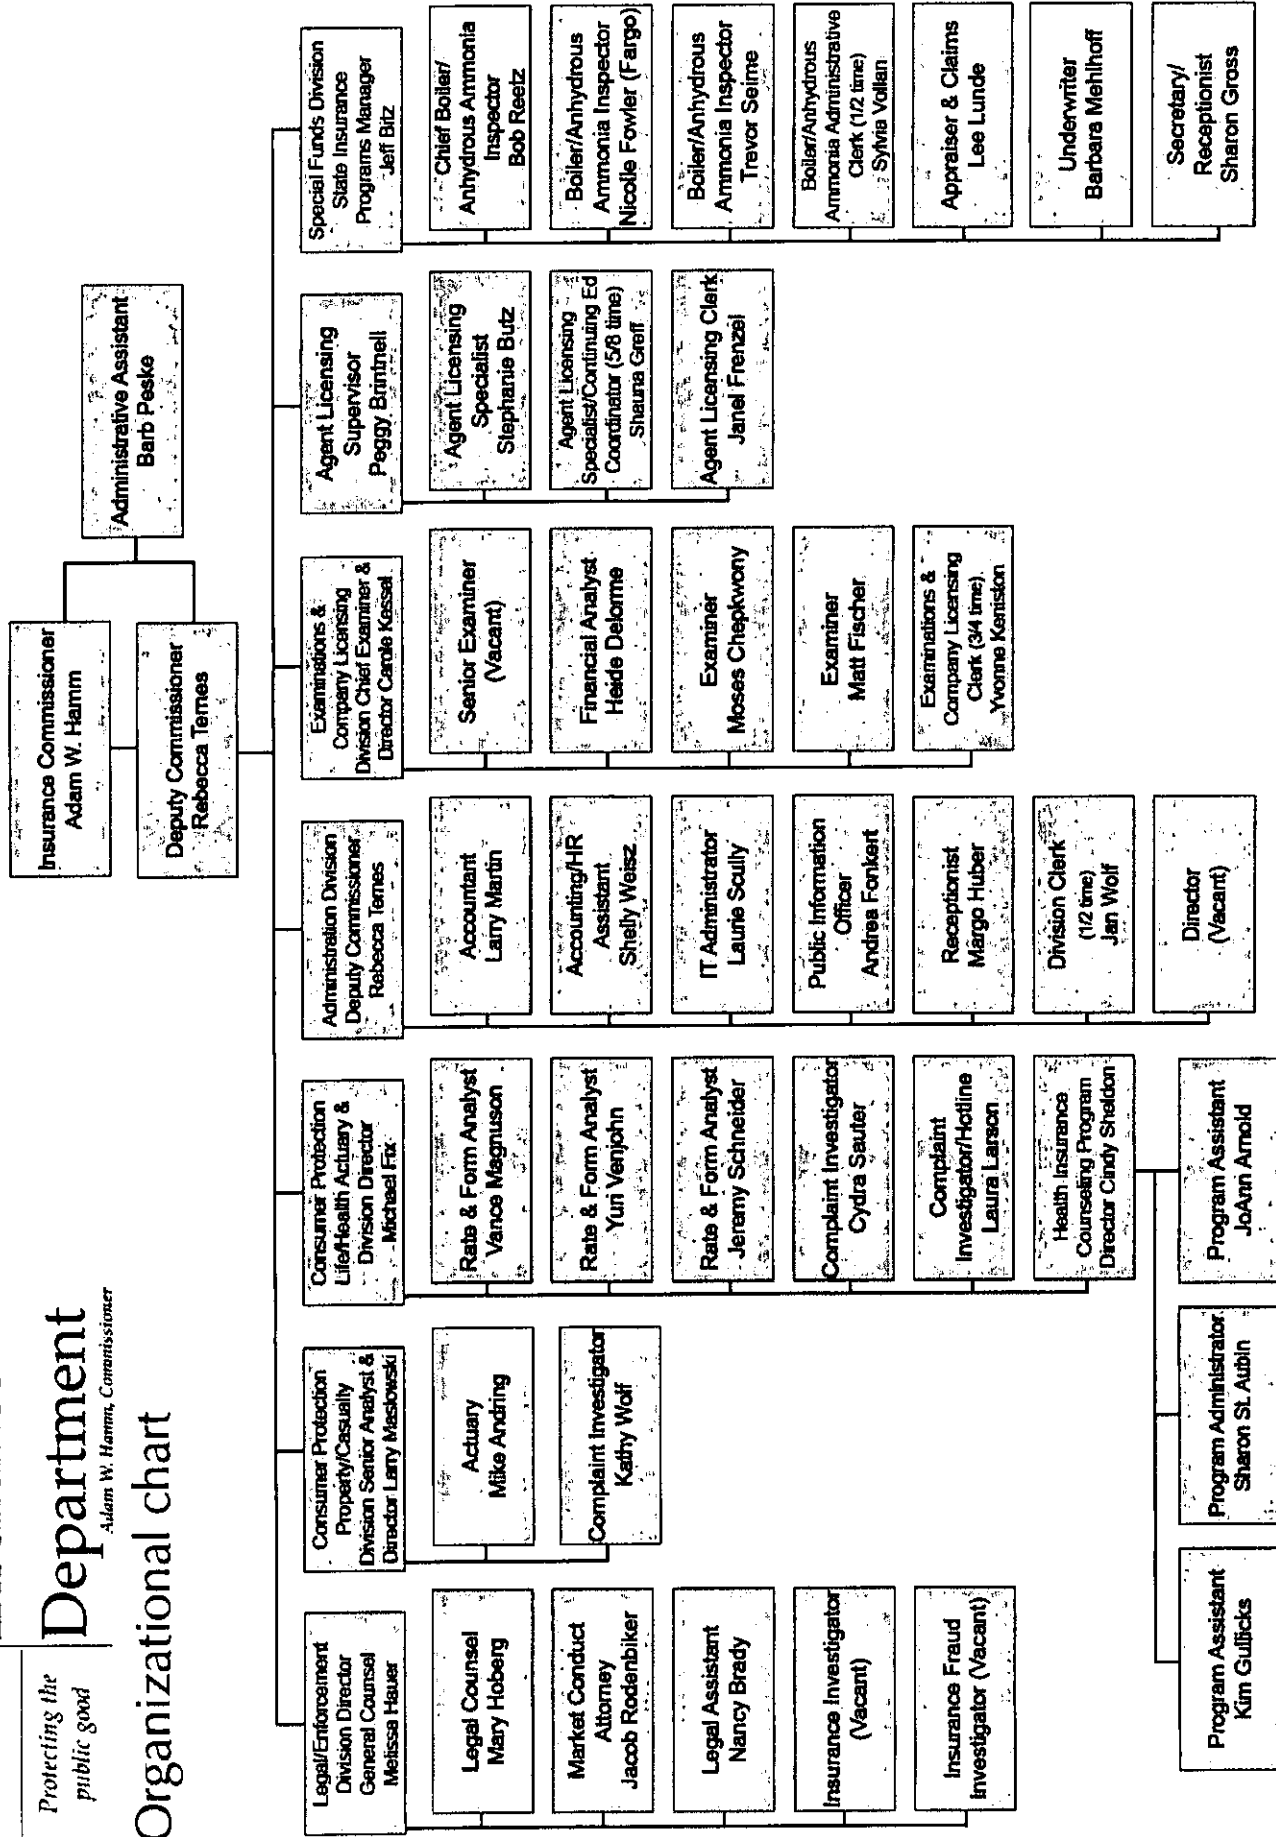 Protecting the
public good
Department
Adam W. Hamm, Commissioner
Organizational chart
Insurance Commissioner
Adam W. Hamm
Deputy Commissioner
Rebecca Ternes
Administrative Assistant
Barb Peske
Legal/Enforcement
Division Director
General Counsel
Melissa Hauer
Legal Counsel
Mary Hoberg
Market Conduct
Attorney
Jacob Rodenbiker
Legal Assistant
Nancy Brady
Insurance Investigator
(Vacant)
Insurance Fraud
Investigator (Vacant)
Consumer Protection
Property/Casualty
Division Senior Analyst &
Director Larry Maslowski
Actuary
Mike Andring
Complaint Investigator
Kathy Wolf
Consumer Protection
Life/Health Actuary &
Division Director
Michael Fix
Rate & Form Analyst
Vance Magnuson
Rate & Form Analyst
Yuri Venjohn
Rate & Form Analyst
Jeremy Schneider
Complaint Investigator
Cydra Sauter
Complaint
Investigator/Hotline
Laura Larson
Health Insurance
Counseling Program
Director Cindy Sheldon
Program Assistant
Kim Gullicks
Program Administrator
Sharon St. Aubin
Program Assistant
JoAnn Arnold
Administration Division
Deputy Commissioner
Rebecca Ternes
Accountant
Larry Martin
Accounting/HR
Assistant
Shelly Weisz
IT Administrator
Laurie Scully
Public Information
Officer
Andrea Fonkert
Receptionist
Margo Huber
Division Clerk
(1/2 time)
Jan Wolf
Director
(Vacant)
Examinations &
Company Licensing
Division Chief Examiner &
Director Carole Kessel
Senior Examiner
(Vacant)
Financial Analyst
Heide Delorme
Examiner
Moses Chepkwony
Examiner
Matt Fischer
Examinations &
Company Licensing
Clerk (3/4 time)
Yvonne Keniston
Agent Licensing
Supervisor
Peggy Brintnell
Agent Licensing
Specialist
Stephanie Butz
Agent Licensing
Specialist/Continuing Ed
Coordinator (5/8 time)
Shauna Greff
Agent Licensing Clerk
Janel Frenzel
Special Funds Division
State Insurance
Programs Manager
Jeff Bitz
Chief Boiler/
Anhydrous Ammonia
Inspector
Bob Reetz
Boiler/Anhydrous
Ammonia Inspector
Nicolle Fowler (Fargo)
Boiler/Anhydrous
Ammonia Inspector
Trevor Seime
Boiler/Anhydrous
Ammonia Administrative
Clerk (1/2 time)
Sylvia Vollan
Appraiser & Claims
Lee Lunde
Underwriter
Barbara Mehlhoff
Secretary/
Receptionist
Sharon Gross